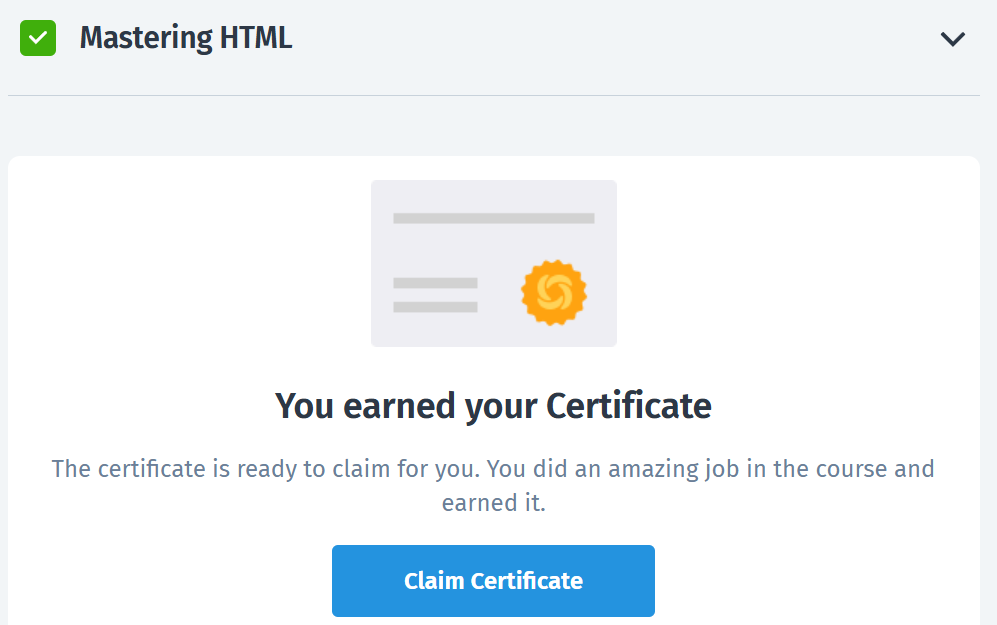 Mastering HTML
You earned your Certificate
The certificate is ready to claim for you. You did an amazing job in the course and
earned it.
Claim Certificate